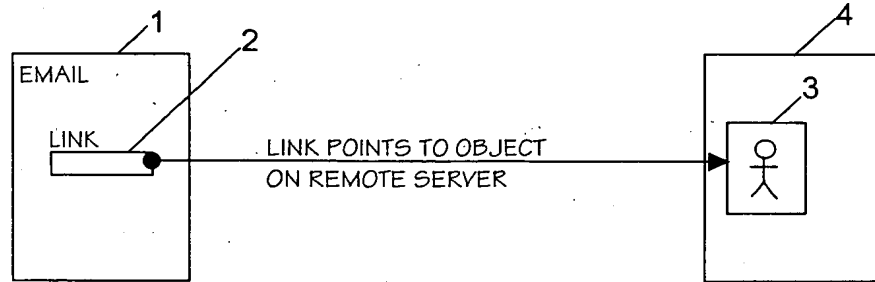 1
2
4
EMAIL
3
LINK
LINK POINTS TO OBJECT
ON REMOTE SERVER